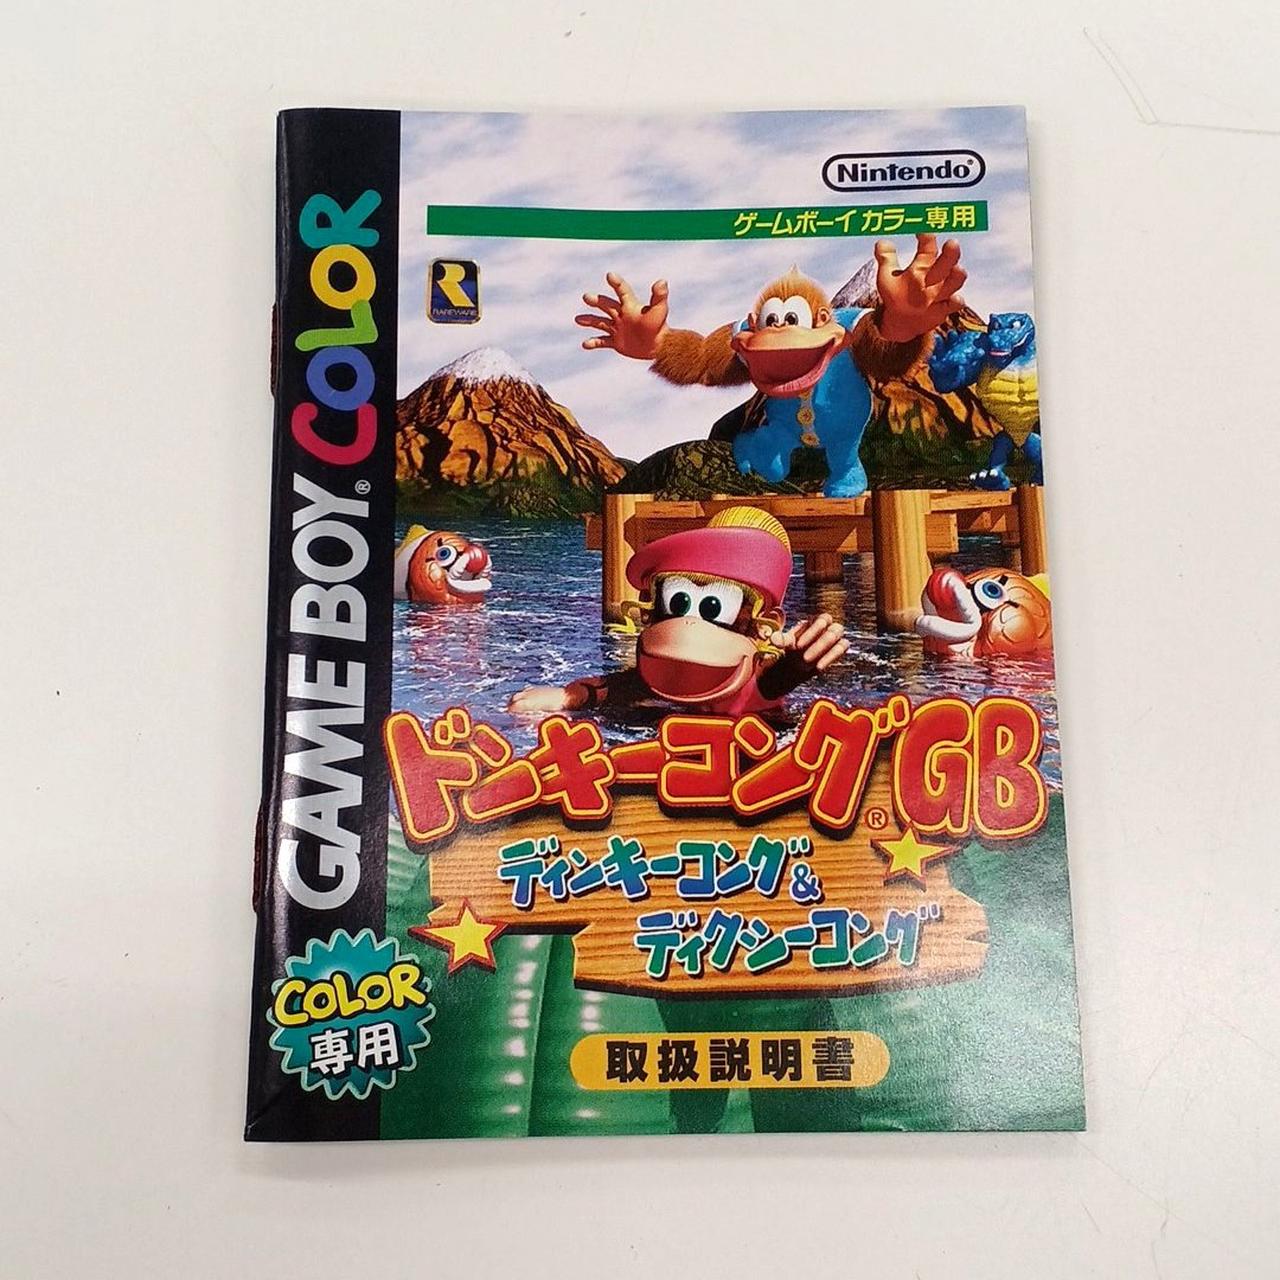 GAME BOY® COLOR
Nintendo®
ゲームボーイカラー専用
R
RAREWARE
ドンキーコング®GB
ディンキーコング&
ディクシーコング
COLOR
専用
取扱説明書